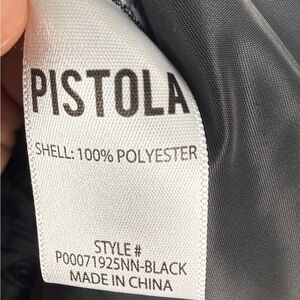 PISTOLA
SHELL: 100% POLYESTER
STYLE #
P00071925NN-BLACK
MADE IN CHINA